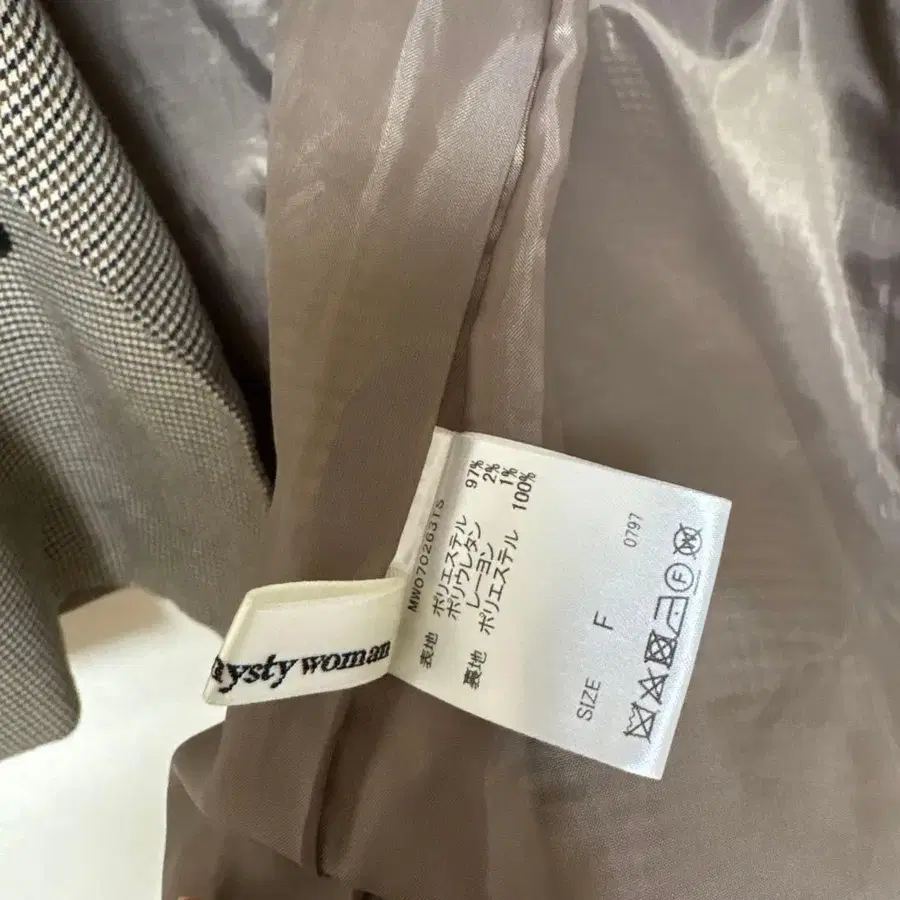 ysty woman
MW0702631S
表地 ポリエステル 97%
ポリウレタン 2%
レーヨン 1%
裏地 ポリエステル 100%
SIZE F
0797
F